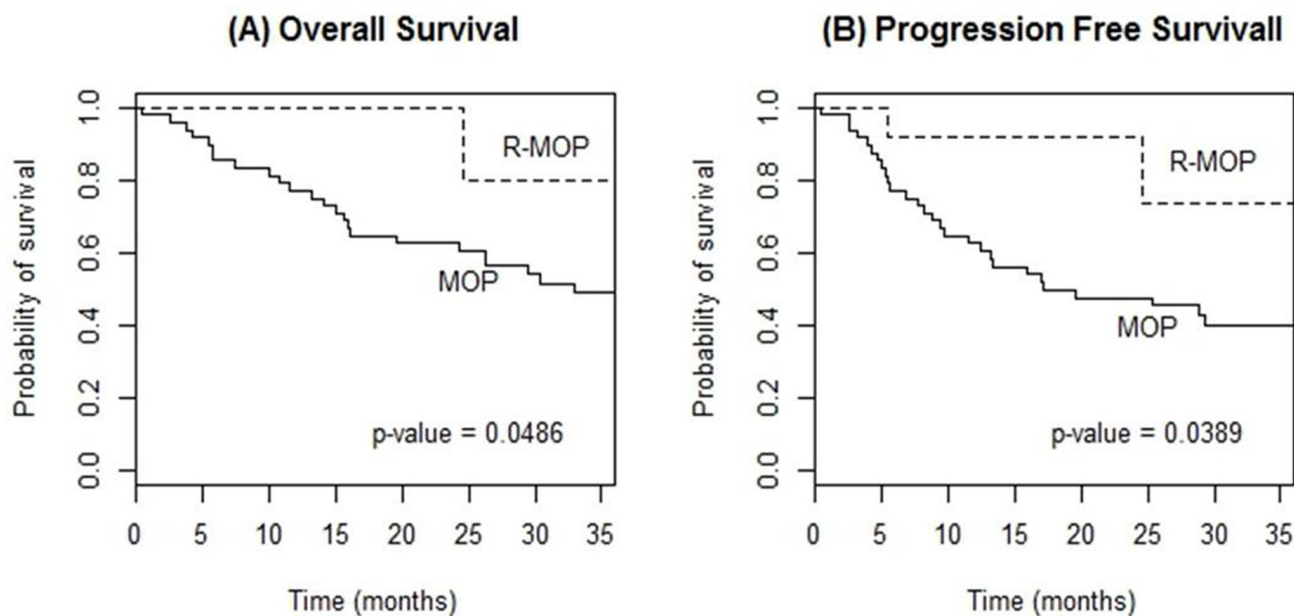 (A) Overall Survival
Probability of survival
1.0
0.8
0.6
0.4
0.2
0.0
R-MOP
MOP
p-value = 0.0486
0 5 10 15 20 25 30 35
Time (months)
(B) Progression Free Survivall
Probability of survival
1.0
0.8
0.6
0.4
0.2
0.0
R-MOP
MOP
p-value = 0.0389
0 5 10 15 20 25 30 35
Time (months)